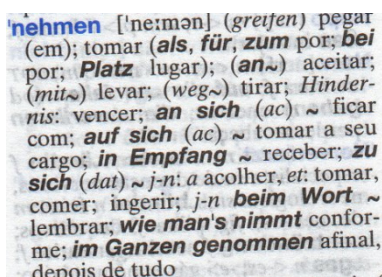 'nehmen ['ne:mən] (greifen) pegar
(em); tomar (als, für, zum por; bei
por; Platz lugar); (an~) aceitar;
(mit~) levar; (weg~) tirar; Hinder-
nis: vencer; an sich (ac) ~ ficar
com; auf sich (ac) ~ tomar a seu
cargo; in Empfang ~ receber; zu
sich (dat) ~ j-n: a acolher, et: tomar,
comer; ingerir; j-n beim Wort ~
lembrar; wie man's nimmt confor-
me; im Ganzen genommen afinal,
depois de tudo